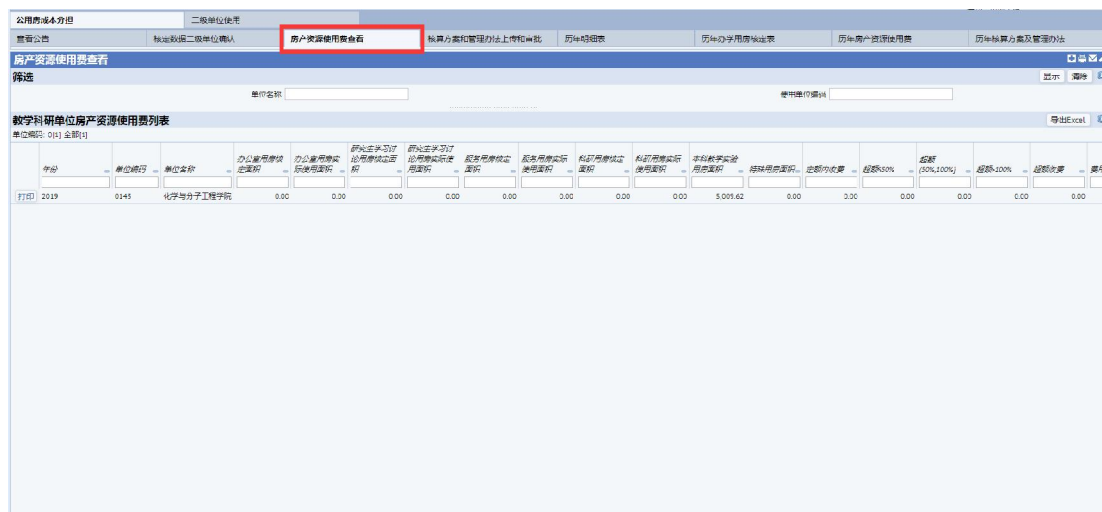 公用房成本分担 二级单位使用
查看公告 核定数据二级单位确认 房产资源使用费查看 核算方案和管理办法上传和审批 历年明细表 历年办学用房核定表 历年房产资源使用费 历年核算方案及管理办法
房产资源使用费查看
筛选 显示 清除
单位名称 使用单位编码
教学科研单位房产资源使用费列表 导出Excel
单位编码: 0[1] 全部[1]
年份 单位编码 单位名称 办公室用房核定面积 办公室用房实际使用面积 研究生学习讨论用房核定面积 研究生学习讨论用房实际使用面积 服务用房核定面积 服务用房实际使用面积 科研用房核定面积 科研用房实际使用面积 本科教学实验用房面积 特殊用房面积 定额内收费 超额≤50% 超额(50%,100%] 超额>100% 超额收费
打印 2019 0145 化学与分子工程学院 0.00 0.00 0.00 0.00 0.00 0.00 0.00 0.00 5,009.62 0.00 0.00 0.00 0.00 0.00 0.00